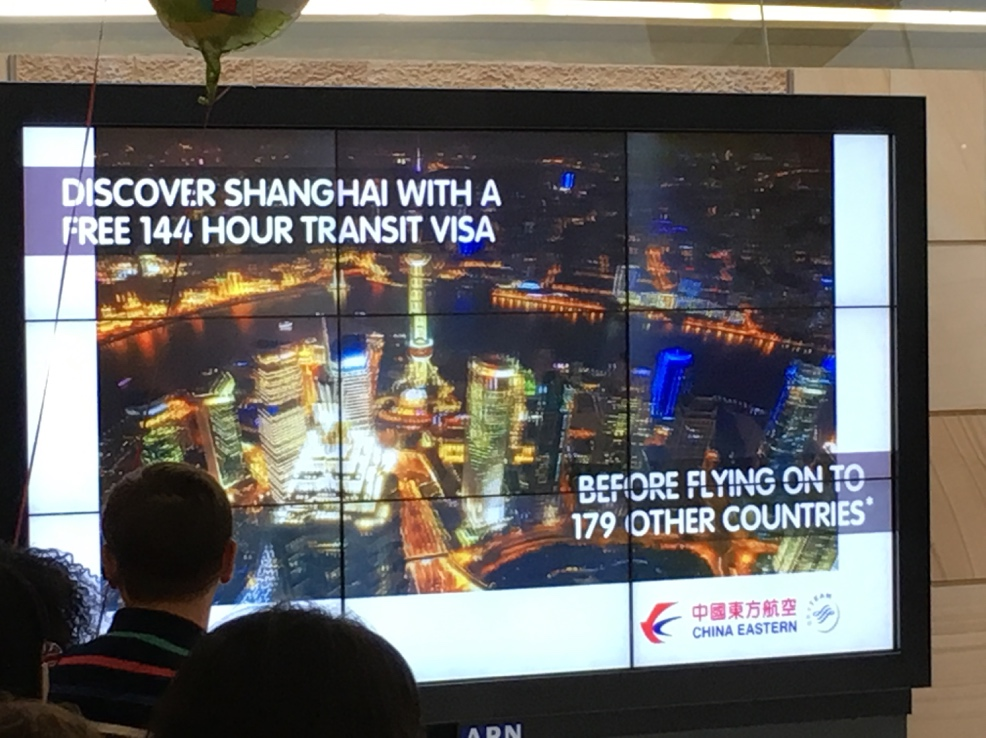 DISCOVER SHANGHAI WITH A
FREE 144 HOUR TRANSIT VISA
BEFORE FLYING ON TO
179 OTHER COUNTRIES*
中國東方航空
CHINA EASTERN